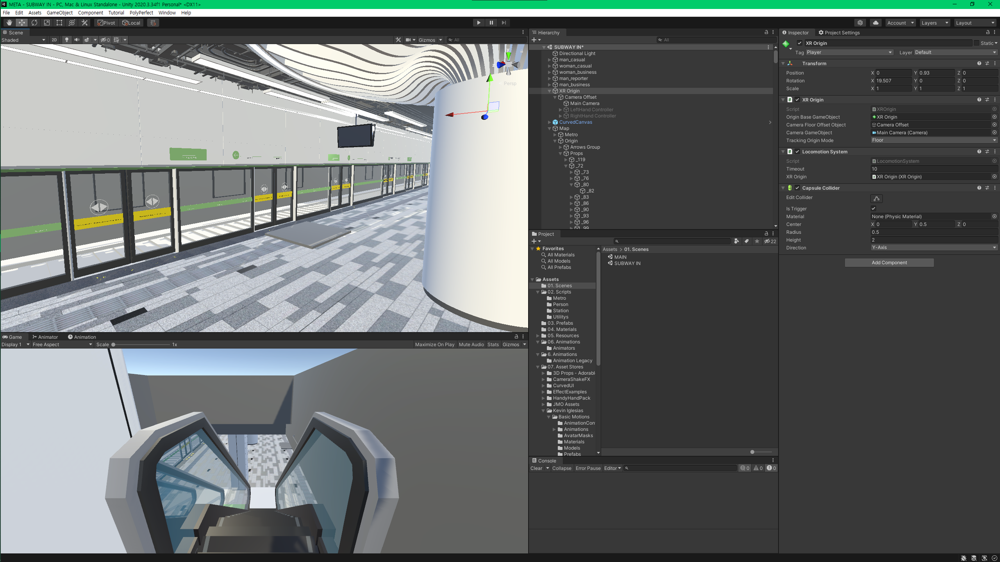 META - SUBWAY IN - PC, Mac & Linux Standalone - Unity 2020.3.34f1 Personal* <DX11>
File Edit Assets GameObject Component Tutorial PolyPerfect Window Help
Pivot Local Account Layers Layout
Scene
Shaded 2D 0 Gizmos All
y
z
Persp
Game Animator Animation
Display 1 Free Aspect Scale 1x Maximize On Play Mute Audio Stats Gizmos
Hierarchy
All
SUBWAY IN*
Directional Light
man_casual
woman_casual
woman_business
man_reporter
man_business
XR Origin
Camera Offset
Main Camera
LeftHand Controller
RightHand Controller
CurvedCanvas
Map
Metro
Origin
Arrows Group
Props
_119
_72
_73
_76
_80
_82
_83
_86
_90
_93
_96
_99
Project
22
Favorites
All Materials
All Models
All Prefabs
Assets
01. Scenes
02. Scripts
Metro
Person
Station
Utilitys
03. Prefabs
04. Materials
05. Resources
06. Animations
Animators
6. Animations
Animation Legacy
07. Asset Stores
3D Props - Adorabl
CameraShakeFX
CurvedUI
EffectExamples
HandyHandPack
JMO Assets
Kevin Iglesias
Basic Motions
AnimationCon
Animations
AvatarMasks
Materials
Models
Prefabs
Assets > 01. Scenes
MAIN
SUBWAY IN
Console
Clear Collapse Error Pause Editor 0 0 0
Inspector Project Settings
XR Origin Static
Tag Player Layer Default
Transform
Position X 0 Y 0.93 Z 0
Rotation X 19.507 Y 0 Z 0
Scale X 1 Y 1 Z 1
XR Origin
Script XROrigin
Origin Base GameObject XR Origin
Camera Floor Offset Object Camera Offset
Camera GameObject Main Camera (Camera)
Tracking Origin Mode Floor
Locomotion System
Script LocomotionSystem
Timeout 10
XR Origin XR Origin (XR Origin)
Capsule Collider
Edit Collider
Is Trigger
Material None (Physic Material)
Center X 0 Y 0.5 Z 0
Radius 0.5
Height 2
Direction Y-Axis
Add Component